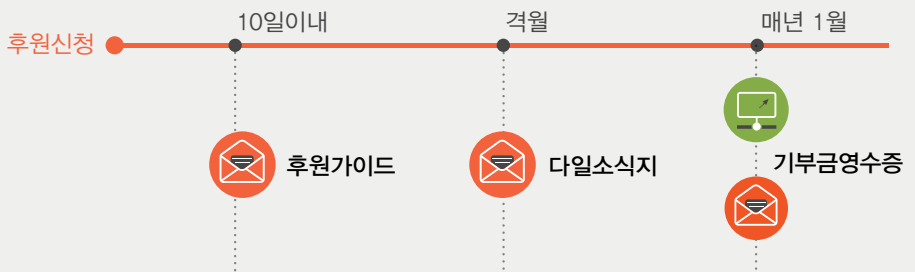 후원신청
10일이내
격월
매년 1월
후원가이드
다일소식지
기부금영수증